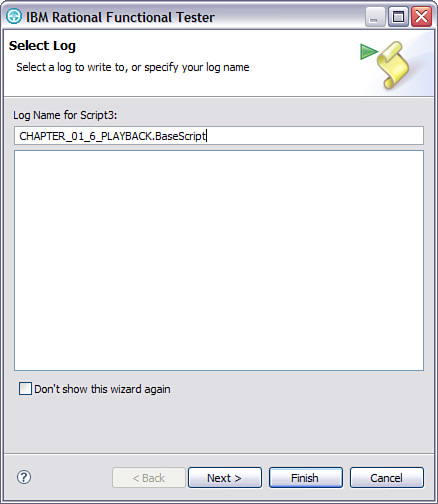 IBM Rational Functional Tester
Select Log
Select a log to write to, or specify your log name
Log Name for Script3:
CHAPTER_01_6_PLAYBACK.BaseScript
Don't show this wizard again
?
< Back
Next >
Finish
Cancel